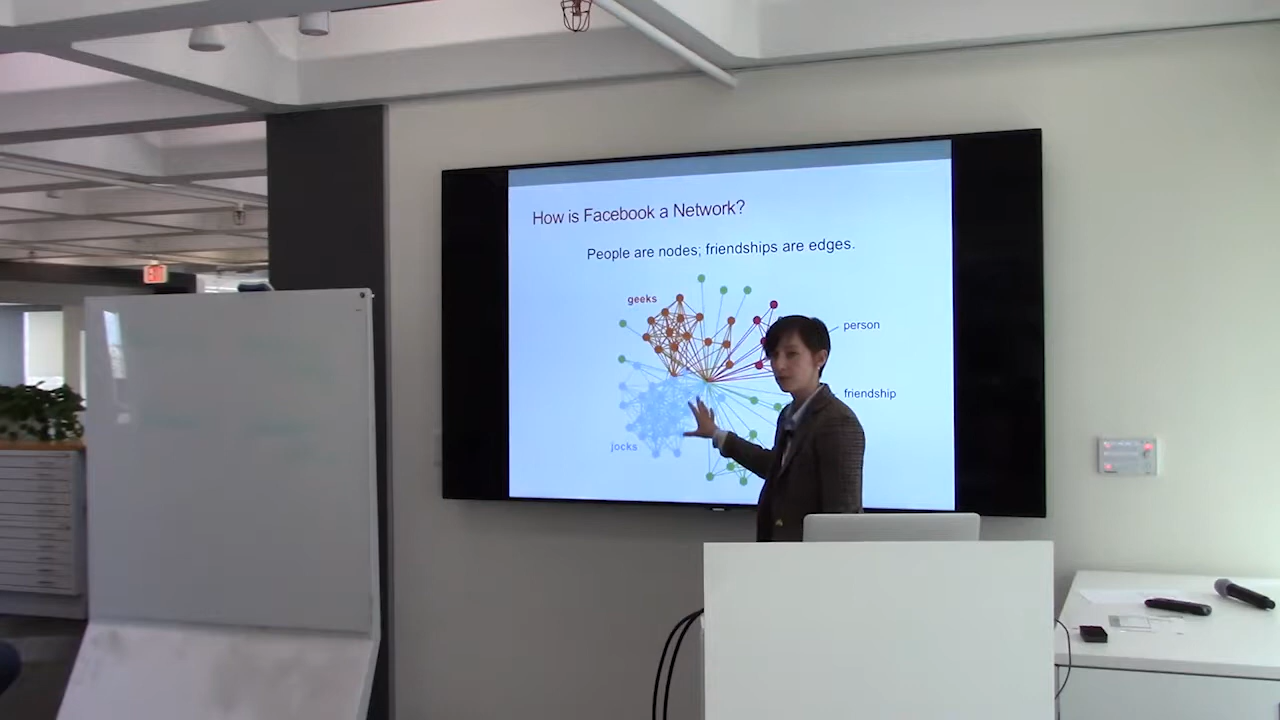 How is Facebook a Network?
People are nodes; friendships are edges.
geeks
person
friendship
jocks